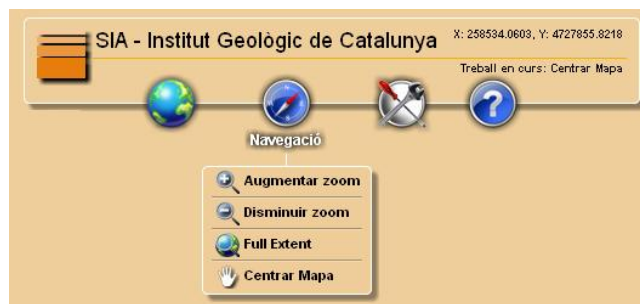 SIA - Institut Geològic de Catalunya
X: 258534.0603, Y: 4727855.8218
Treball en curs: Centrar Mapa
?
Navegació
Augmentar zoom
Disminuir zoom
Full Extent
Centrar Mapa